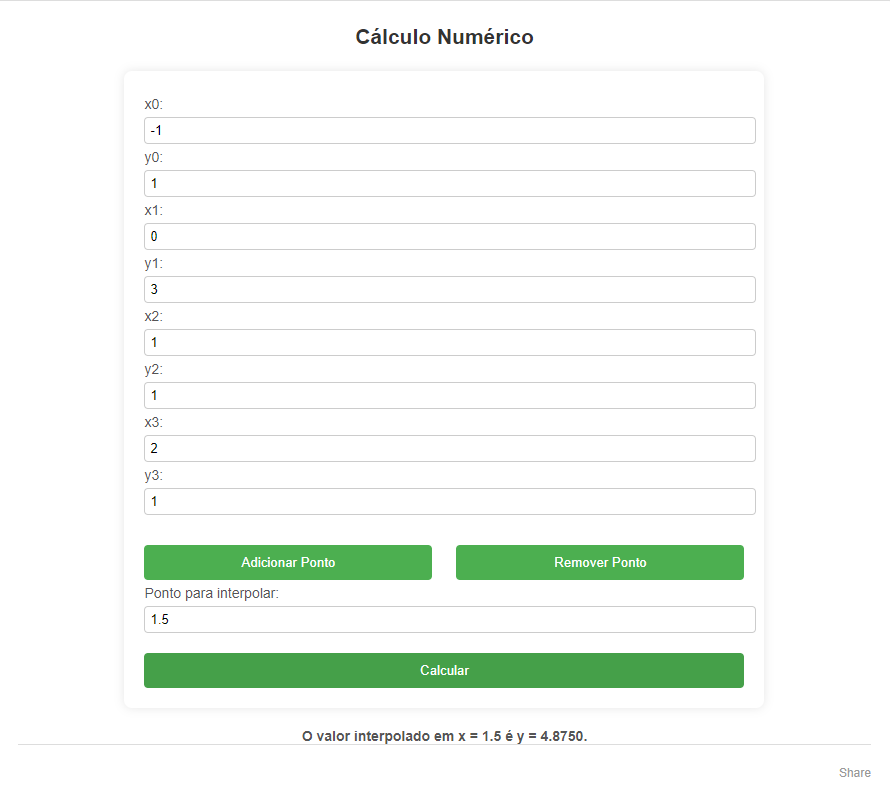 Cálculo Numérico
x0:
-1
y0:
1
x1:
0
y1:
3
x2:
1
y2:
1
x3:
2
y3:
1
Adicionar Ponto
Remover Ponto
Ponto para interpolar:
1.5
Calcular
O valor interpolado em x = 1.5 é y = 4.8750.
Share